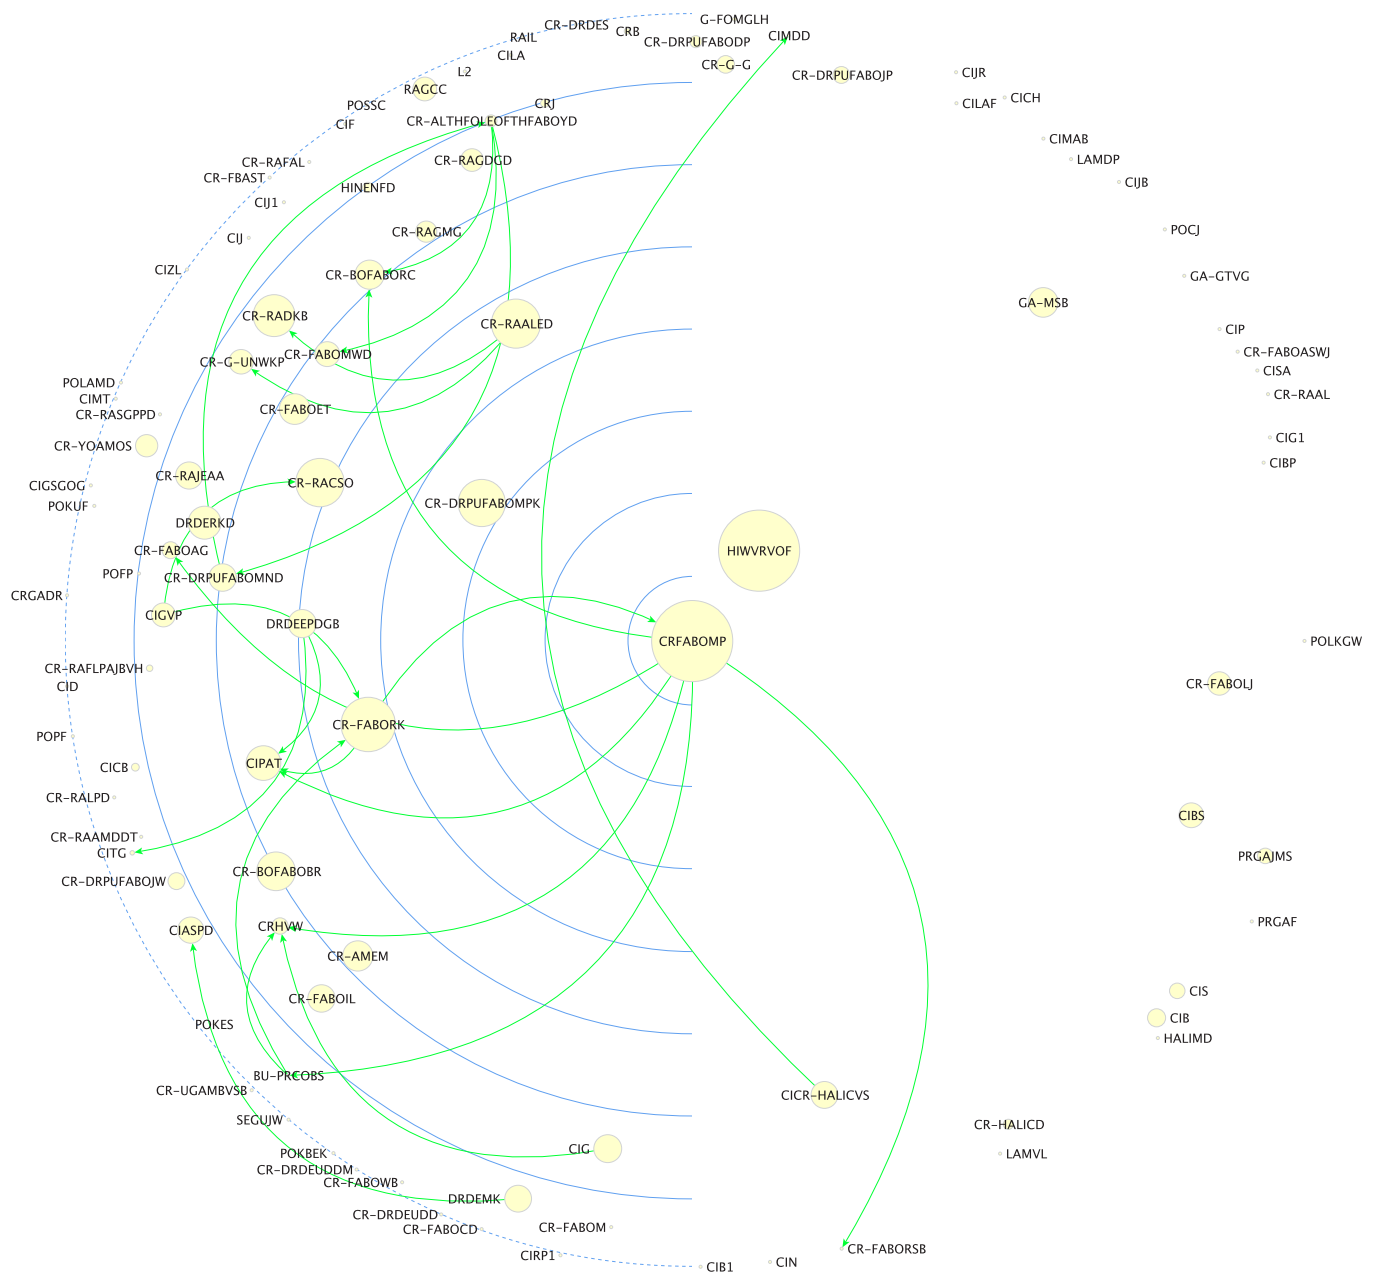 G-FOMGLH
CR-DRDES
CRB
CIMDD
RAIL
CR-DRPUFABODP
CILA
CR-G-G
L2
CR-DRPUFABOJP
CIJR
RAGCC
CICH
POSSC
CRJ
CILAF
CIF
CR-ALTHFOLEOFTHFABOYD
CIMAB
CR-RAFAL
CR-RAGDGD
LAMDP
CR-FBAST
HINENFD
CIJB
CIJ1
CR-RAGMG
POCJ
CIJ
CIZL
CR-BOFABORC
GA-GTVG
GA-MSB
CR-RADKB
CR-RAALED
CIP
CR-G-UNWKP
CR-FABOMWD
CR-FABOASWJ
CISA
POLAMD
CIMT
CR-RAAL
CR-RASGPPD
CR-FABOET
CR-YOAMOS
CIG1
CIBP
CR-RAJEAA
CR-RACSO
CIGSGOG
POKUF
CR-DRPUFABOMPK
DRDERKD
CR-FABOAG
HIWVRVOF
POFP
CR-DRPUFABOMND
CRGADR
CIGVP
DRDEEPDGB
CRFABOMP
POLKGW
CR-RAFLPAJBVH
CID
CR-FABOLJ
POPF
CR-FABORK
CICB
CIPAT
CR-RALPD
CIBS
CR-RAAMDDT
CITG
PRGAJMS
CR-DRPUFABOJW
CR-BOFABOBR
CIASPD
CRHVW
PRGAF
CR-AMEM
CIS
CR-FABOIL
CIB
POKES
HALIMD
BU-PRCOBS
CR-UGAMBVSB
CICR-HALICVS
SEGUJW
CR-HALICD
POKBEK
CIG
LAMVL
CR-DRDEUDDM
CR-FABOWB
DRDEMK
CR-DRDEUDD
CR-FABOCD
CR-FABOM
CR-FABORSB
CIRP1
CIB1
CIN